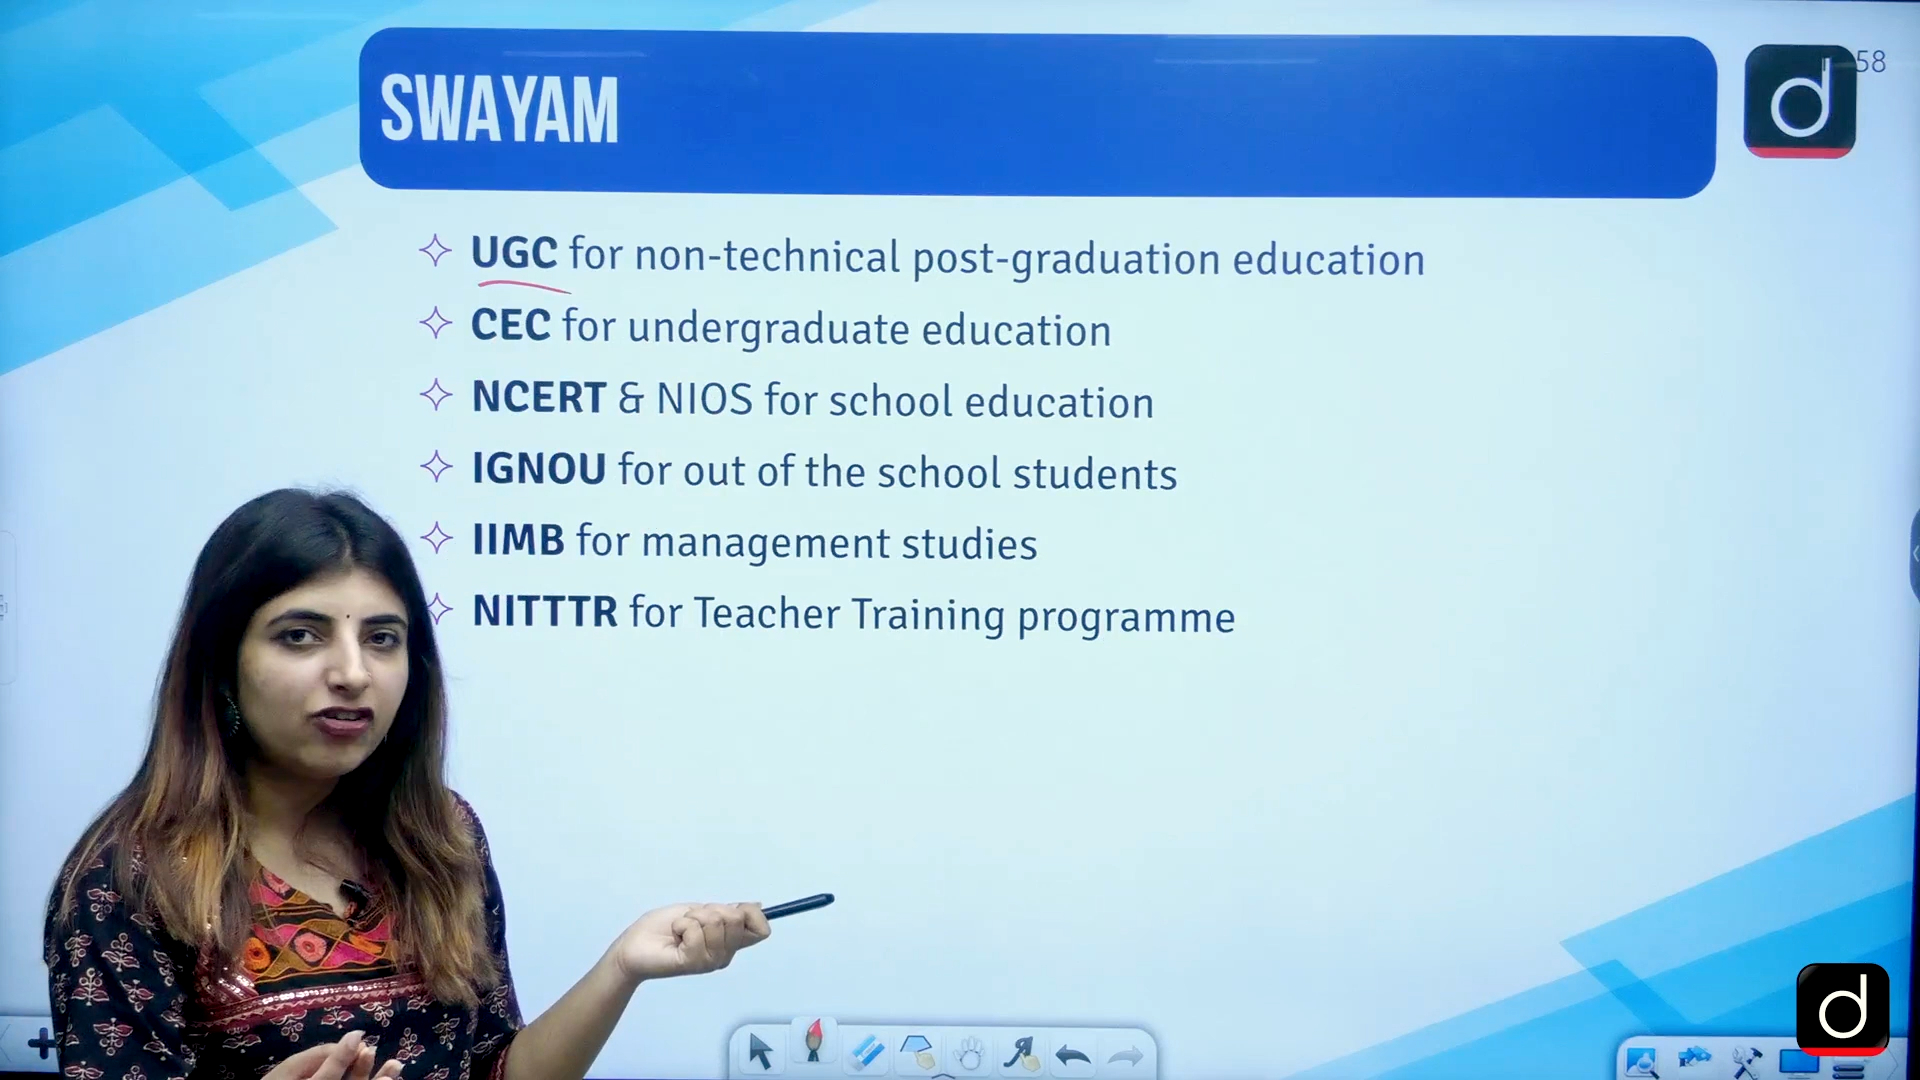 SWAYAM
58
d
UGC for non-technical post-graduation education
CEC for undergraduate education
NCERT & NIOS for school education
IGNOU for out of the school students
IIMB for management studies
NITTTR for Teacher Training programme
d